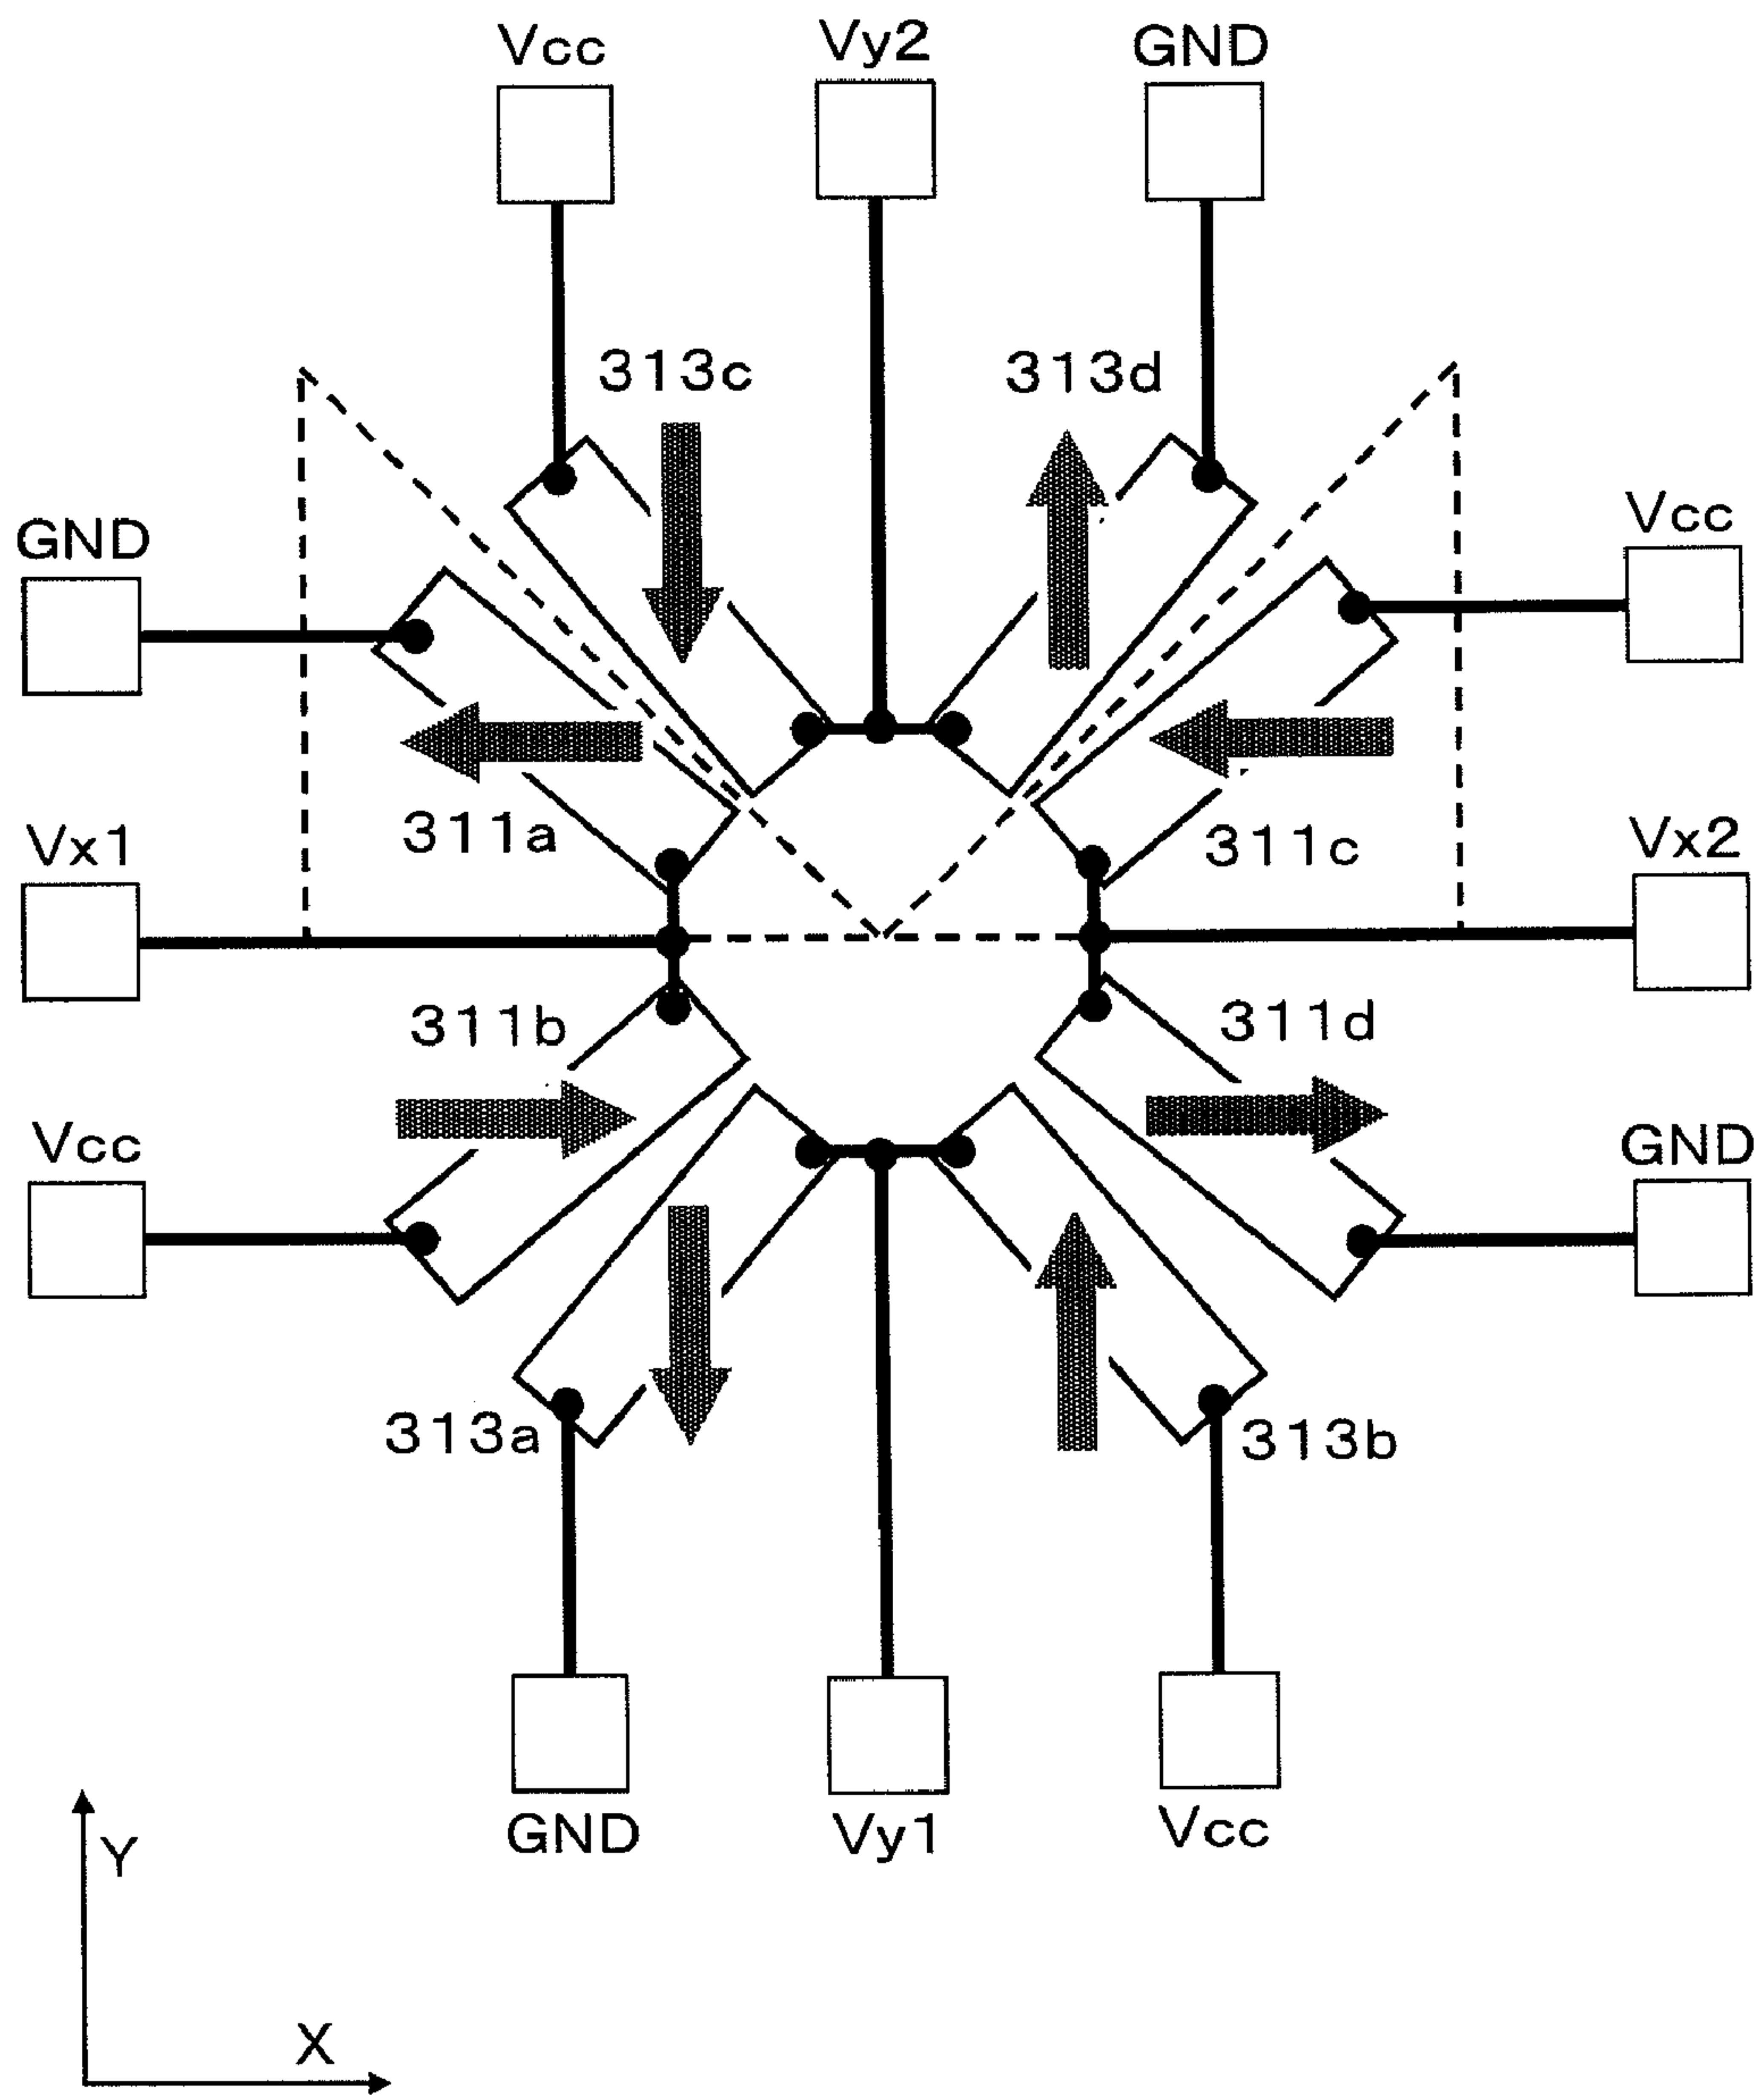 Vcc Vy2 GND
313c 313d
GND Vcc
311a 311c
Vx1 Vx2
311b 311d
Vcc GND
313a 313b
GND Vy1 Vcc
Y
X